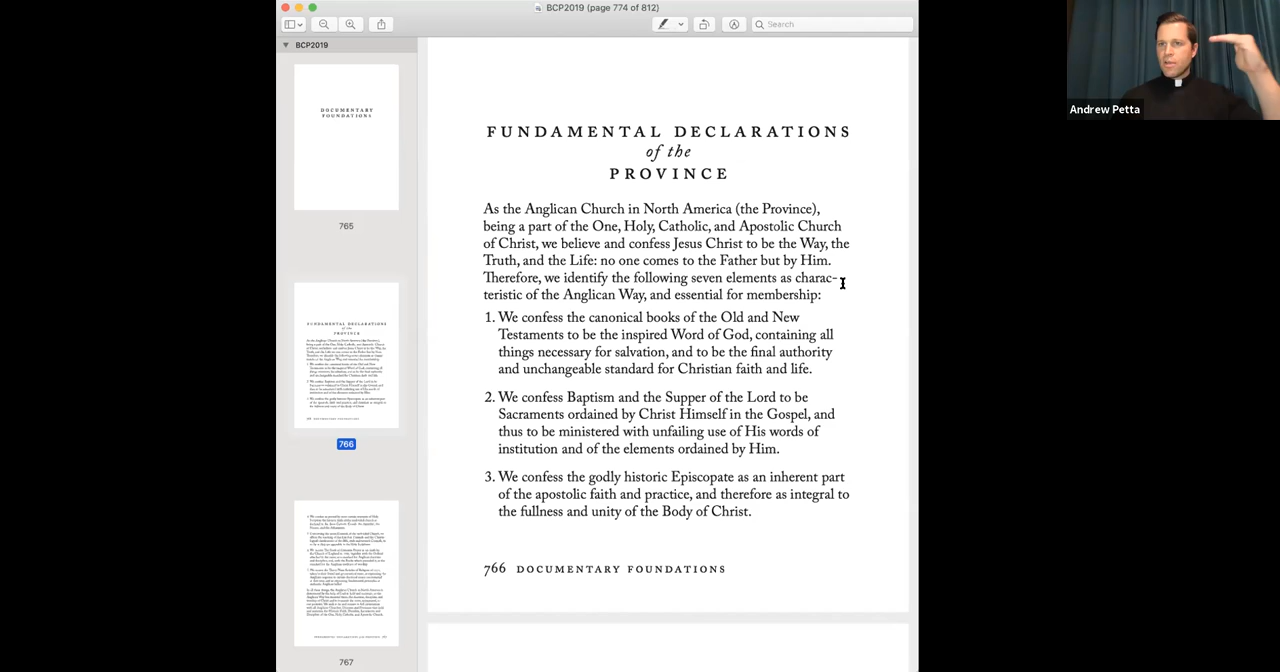 BCP2019 (page 774 of 812)
Search
BCP2019
DOCUMENTARY
FOUNDATIONS
765
766
767
FUNDAMENTAL DECLARATIONS
of the
PROVINCE
As the Anglican Church in North America (the Province),
being a part of the One, Holy, Catholic, and Apostolic Church
of Christ, we believe and confess Jesus Christ to be the Way, the
Truth, and the Life: no one comes to the Father but by Him.
Therefore, we identify the following seven elements as charac-
teristic of the Anglican Way, and essential for membership:
1. We confess the canonical books of the Old and New
Testaments to be the inspired Word of God, containing all
things necessary for salvation, and to be the final authority
and unchangeable standard for Christian faith and life.
2. We confess Baptism and the Supper of the Lord to be
Sacraments ordained by Christ Himself in the Gospel, and
thus to be ministered with unfailing use of His words of
institution and of the elements ordained by Him.
3. We confess the godly historic Episcopate as an inherent part
of the apostolic faith and practice, and therefore as integral to
the fullness and unity of the Body of Christ.
766 DOCUMENTARY FOUNDATIONS
Andrew Petta